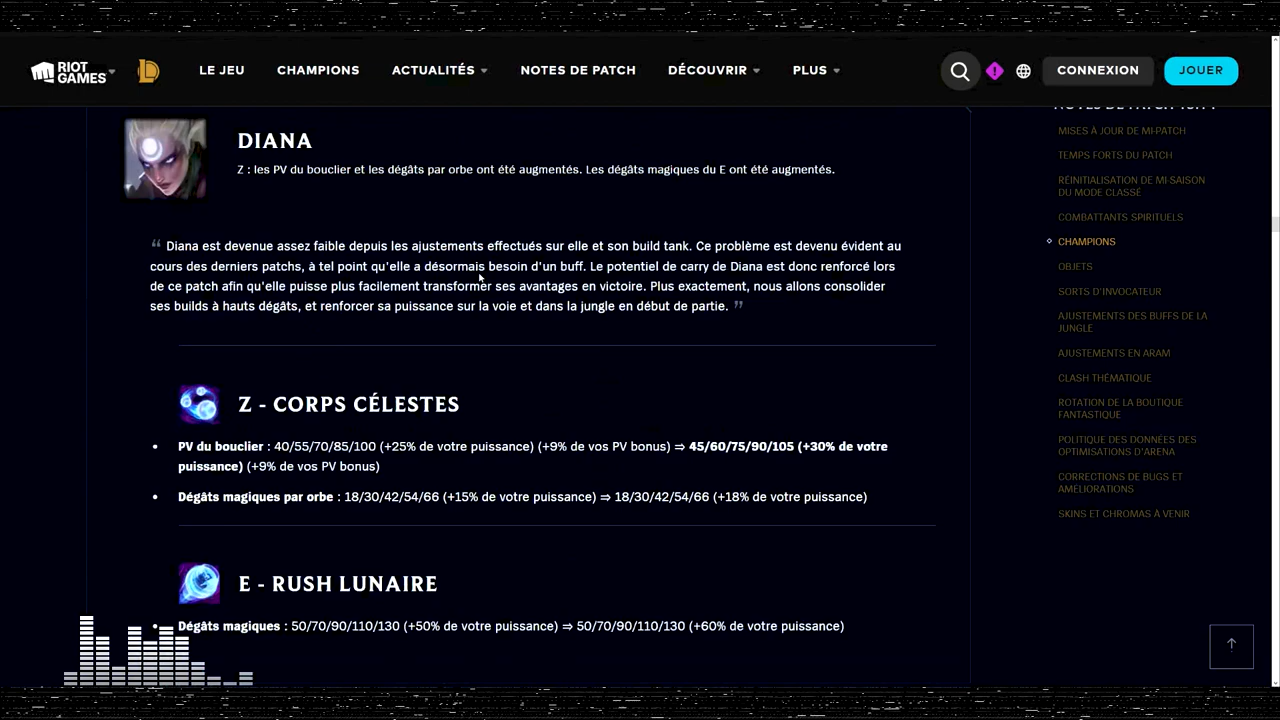 RIOT GAMES
LE JEU
CHAMPIONS
ACTUALITÉS
NOTES DE PATCH
DÉCOUVRIR
PLUS
CONNEXION
JOUER
DIANA
Z : les PV du bouclier et les dégâts par orbe ont été augmentés. Les dégâts magiques du E ont été augmentés.
“ Diana est devenue assez faible depuis les ajustements effectués sur elle et son build tank. Ce problème est devenu évident au
cours des derniers patchs, à tel point qu'elle a désormais besoin d'un buff. Le potentiel de carry de Diana est donc renforcé lors
de ce patch afin qu'elle puisse plus facilement transformer ses avantages en victoire. Plus exactement, nous allons consolider
ses builds à hauts dégâts, et renforcer sa puissance sur la voie et dans la jungle en début de partie. ”
Z - CORPS CÉLESTES
• PV du bouclier : 40/55/70/85/100 (+25% de votre puissance) (+9% de vos PV bonus) ⇒ 45/60/75/90/105 (+30% de votre
puissance) (+9% de vos PV bonus)
• Dégâts magiques par orbe : 18/30/42/54/66 (+15% de votre puissance) ⇒ 18/30/42/54/66 (+18% de votre puissance)
E - RUSH LUNAIRE
• Dégâts magiques : 50/70/90/110/130 (+50% de votre puissance) ⇒ 50/70/90/110/130 (+60% de votre puissance)
MISES À JOUR DE MI-PATCH
TEMPS FORTS DU PATCH
RÉINITIALISATION DE MI-SAISON
DU MODE CLASSÉ
COMBATTANTS SPIRITUELS
CHAMPIONS
OBJETS
SORTS D'INVOCATEUR
AJUSTEMENTS DES BUFFS DE LA
JUNGLE
AJUSTEMENTS EN ARAM
CLASH THÉMATIQUE
ROTATION DE LA BOUTIQUE
FANTASTIQUE
POLITIQUE DES DONNÉES DES
OPTIMISATIONS D'ARENA
CORRECTIONS DE BUGS ET
AMÉLIORATIONS
SKINS ET CHROMAS À VENIR